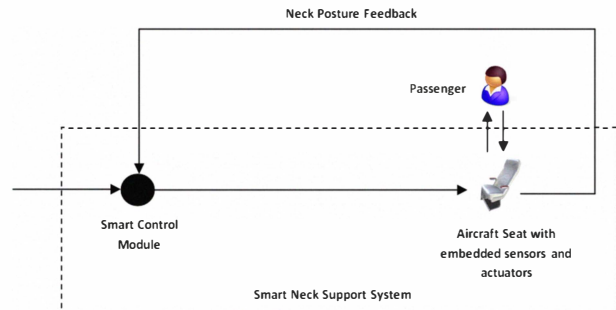 Neck Posture Feedback
Passenger
Smart Control
Module
Aircraft Seat with
embedded sensors and
actuators
Smart Neck Support System